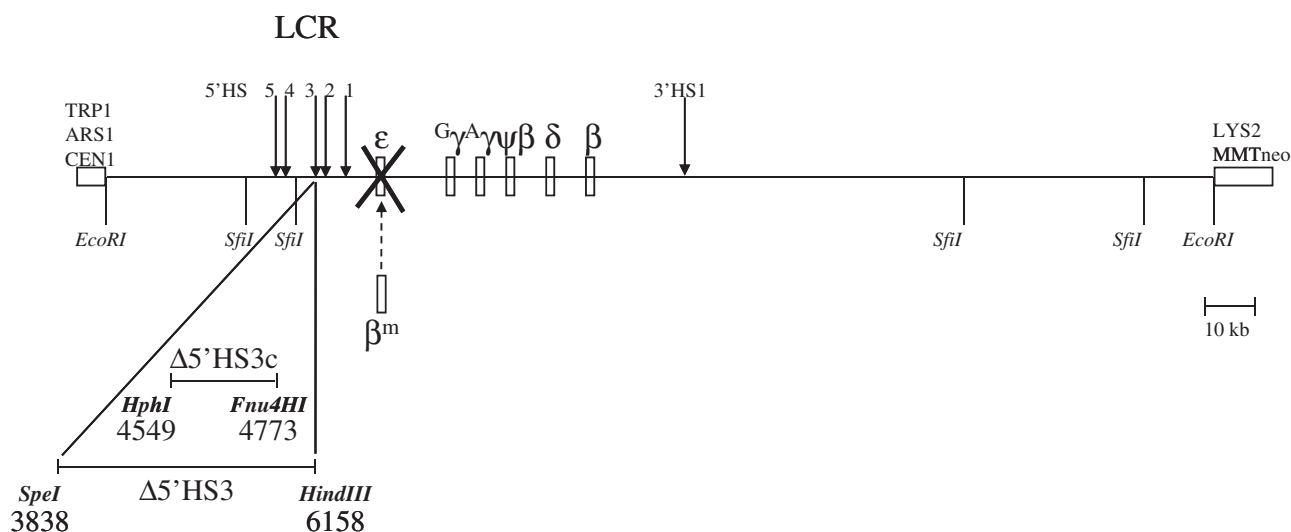 LCR
5'HS 5 4 3 2 1
3'HS1
TRP1
ARS1
CEN1
ε
Gγ Aγ ψβ δ β
LYS2
MMTneo
EcoRI
SfiI
SfiI
SfiI
SfiI
EcoRI
βm
10 kb
Δ5'HS3c
HphI
4549
Fnu4HI
4773
Δ5'HS3
SpeI
3838
HindIII
6158